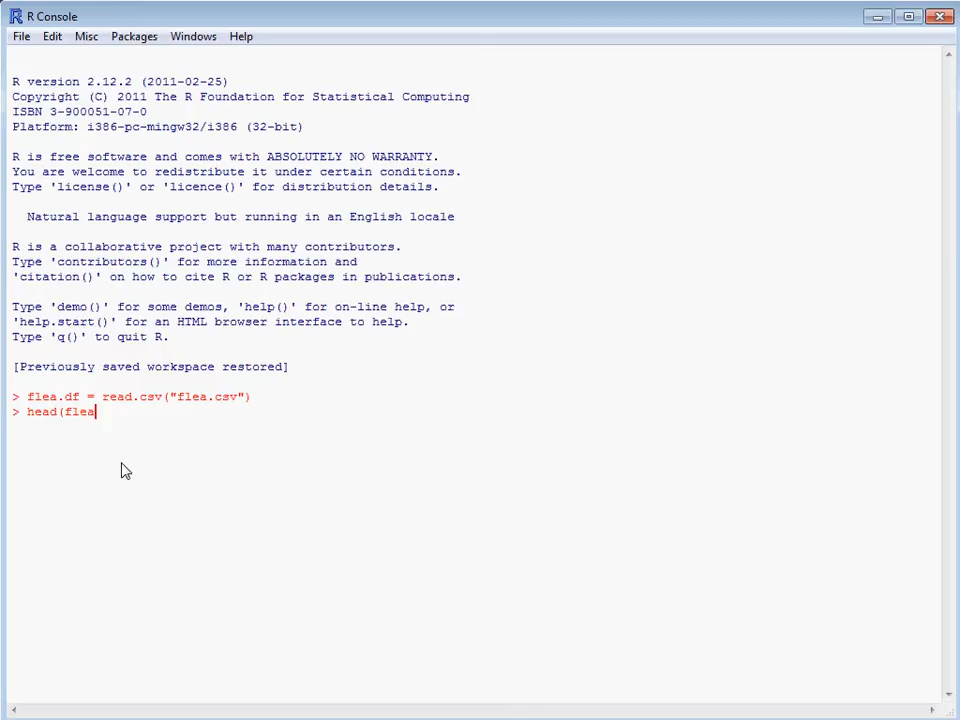 R Console
File Edit Misc Packages Windows Help
R version 2.12.2 (2011-02-25)
Copyright (C) 2011 The R Foundation for Statistical Computing
ISBN 3-900051-07-0
Platform: i386-pc-mingw32/i386 (32-bit)
R is free software and comes with ABSOLUTELY NO WARRANTY.
You are welcome to redistribute it under certain conditions.
Type 'license()' or 'licence()' for distribution details.
Natural language support but running in an English locale
R is a collaborative project with many contributors.
Type 'contributors()' for more information and
'citation()' on how to cite R or R packages in publications.
Type 'demo()' for some demos, 'help()' for on-line help, or
'help.start()' for an HTML browser interface to help.
Type 'q()' to quit R.
[Previously saved workspace restored]
> flea.df = read.csv("flea.csv")
> head(flea